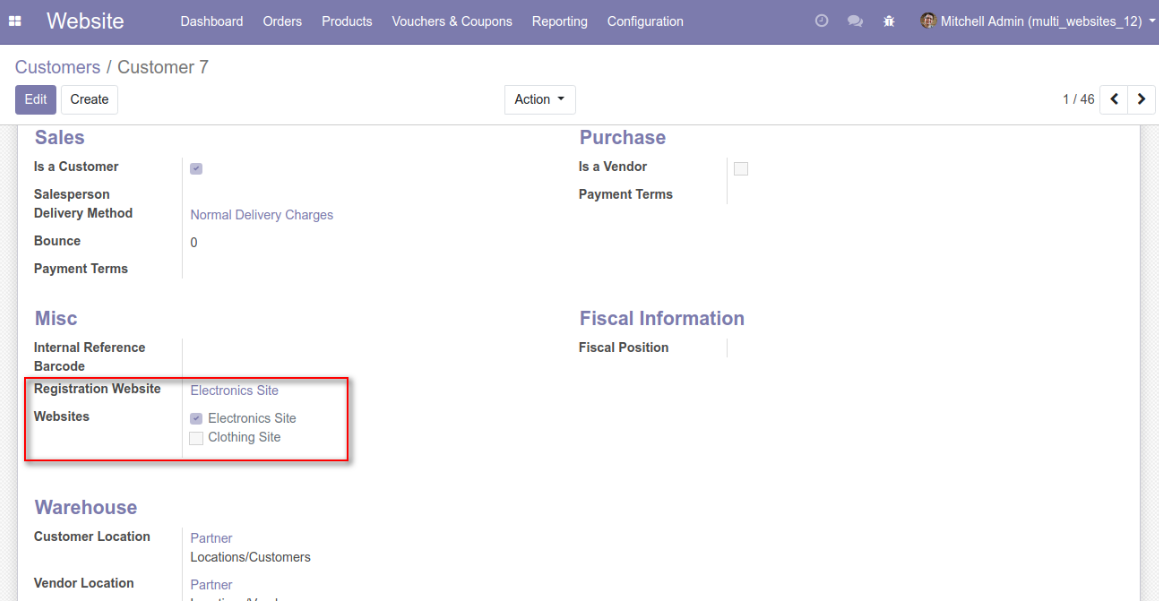 Website Dashboard Orders Products Vouchers & Coupons Reporting Configuration Mitchell Admin (multi_websites_12)
Customers / Customer 7
Edit Create Action 1 / 46
Sales
Is a Customer
Salesperson
Delivery Method Normal Delivery Charges
Bounce 0
Payment Terms
Purchase
Is a Vendor
Payment Terms
Misc
Internal Reference
Barcode
Registration Website Electronics Site
Websites Electronics Site
Clothing Site
Fiscal Information
Fiscal Position
Warehouse
Customer Location Partner
Locations/Customers
Vendor Location Partner